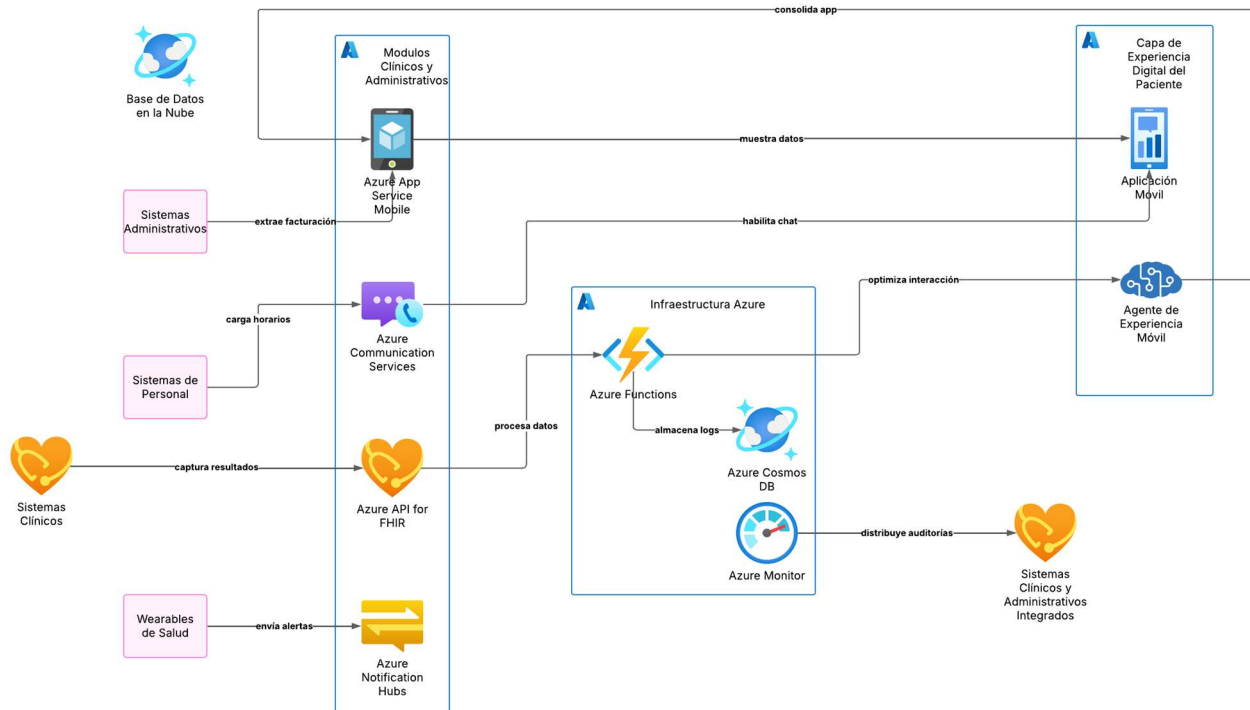 consolida app
Modulos
Clínicos y
Administrativos
Capa de
Experiencia
Digital del
Paciente
Base de Datos
en la Nube
muestra datos
Azure App
Service
Mobile
Aplicación
Móvil
Sistemas
Administrativos
extrae facturación
habilita chat
optimiza interacción
Infraestructura Azure
carga horarios
Azure
Communication
Services
Agente de
Experiencia
Móvil
Sistemas de
Personal
Azure Functions
procesa datos
almacena logs
captura resultados
Azure Cosmos
DB
Sistemas
Clínicos
Azure API for
FHIR
distribuye auditorías
Azure Monitor
Sistemas
Clínicos y
Administrativos
Integrados
Wearables
de Salud
envía alertas
Azure
Notification
Hubs